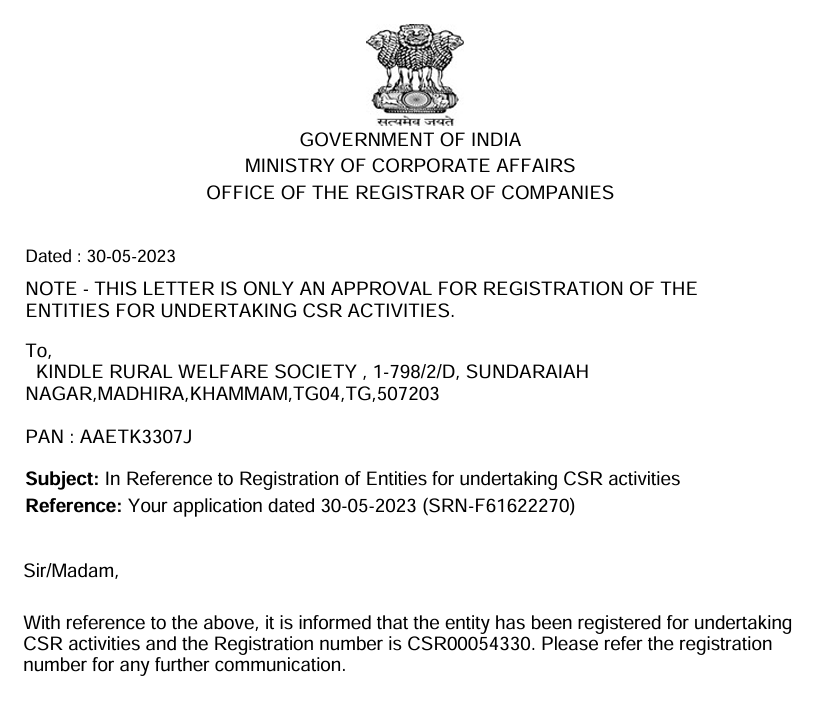 सत्यमेव जयते
GOVERNMENT OF INDIA
MINISTRY OF CORPORATE AFFAIRS
OFFICE OF THE REGISTRAR OF COMPANIES
Dated : 30-05-2023
NOTE - THIS LETTER IS ONLY AN APPROVAL FOR REGISTRATION OF THE
ENTITIES FOR UNDERTAKING CSR ACTIVITIES.
To,
KINDLE RURAL WELFARE SOCIETY , 1-798/2/D, SUNDARAIAH
NAGAR,MADHIRA,KHAMMAM,TG04,TG,507203
PAN : AAETK3307J
Subject: In Reference to Registration of Entities for undertaking CSR activities
Reference: Your application dated 30-05-2023 (SRN-F61622270)
Sir/Madam,
With reference to the above, it is informed that the entity has been registered for undertaking
CSR activities and the Registration number is CSR00054330. Please refer the registration
number for any further communication.